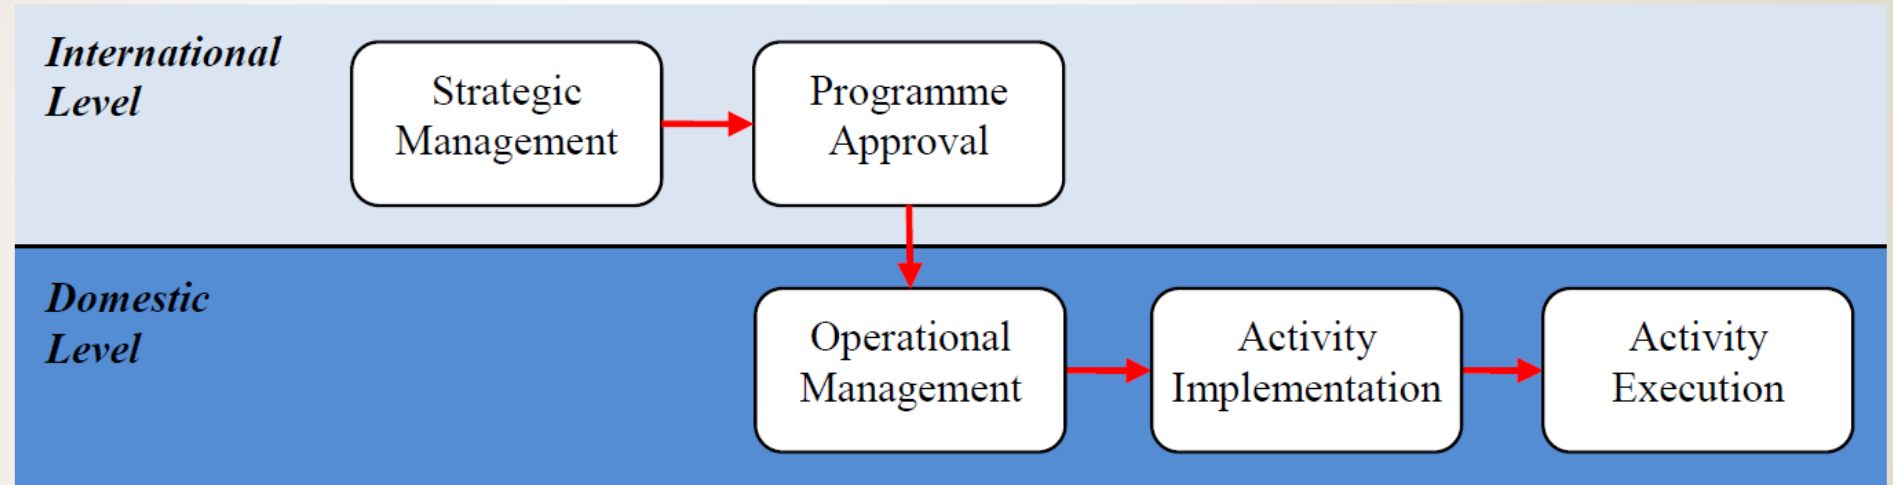 International
Level
Strategic
Management
Programme
Approval
Domestic
Level
Operational
Management
Activity
Implementation
Activity
Execution